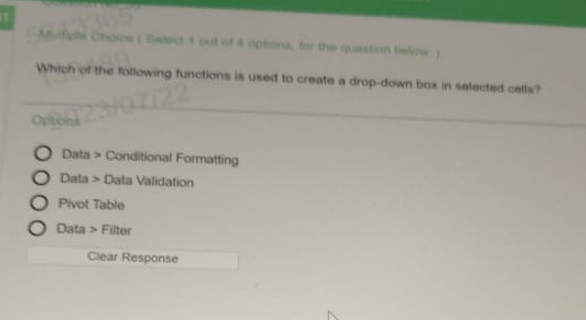 11
Multiple Choice ( Select 1 out of 4 options, for the question below )
Which of the following functions is used to create a drop-down box in selected cells?
Options
Data > Conditional Formatting
Data > Data Validation
Pivot Table
Data > Filter
Clear Response